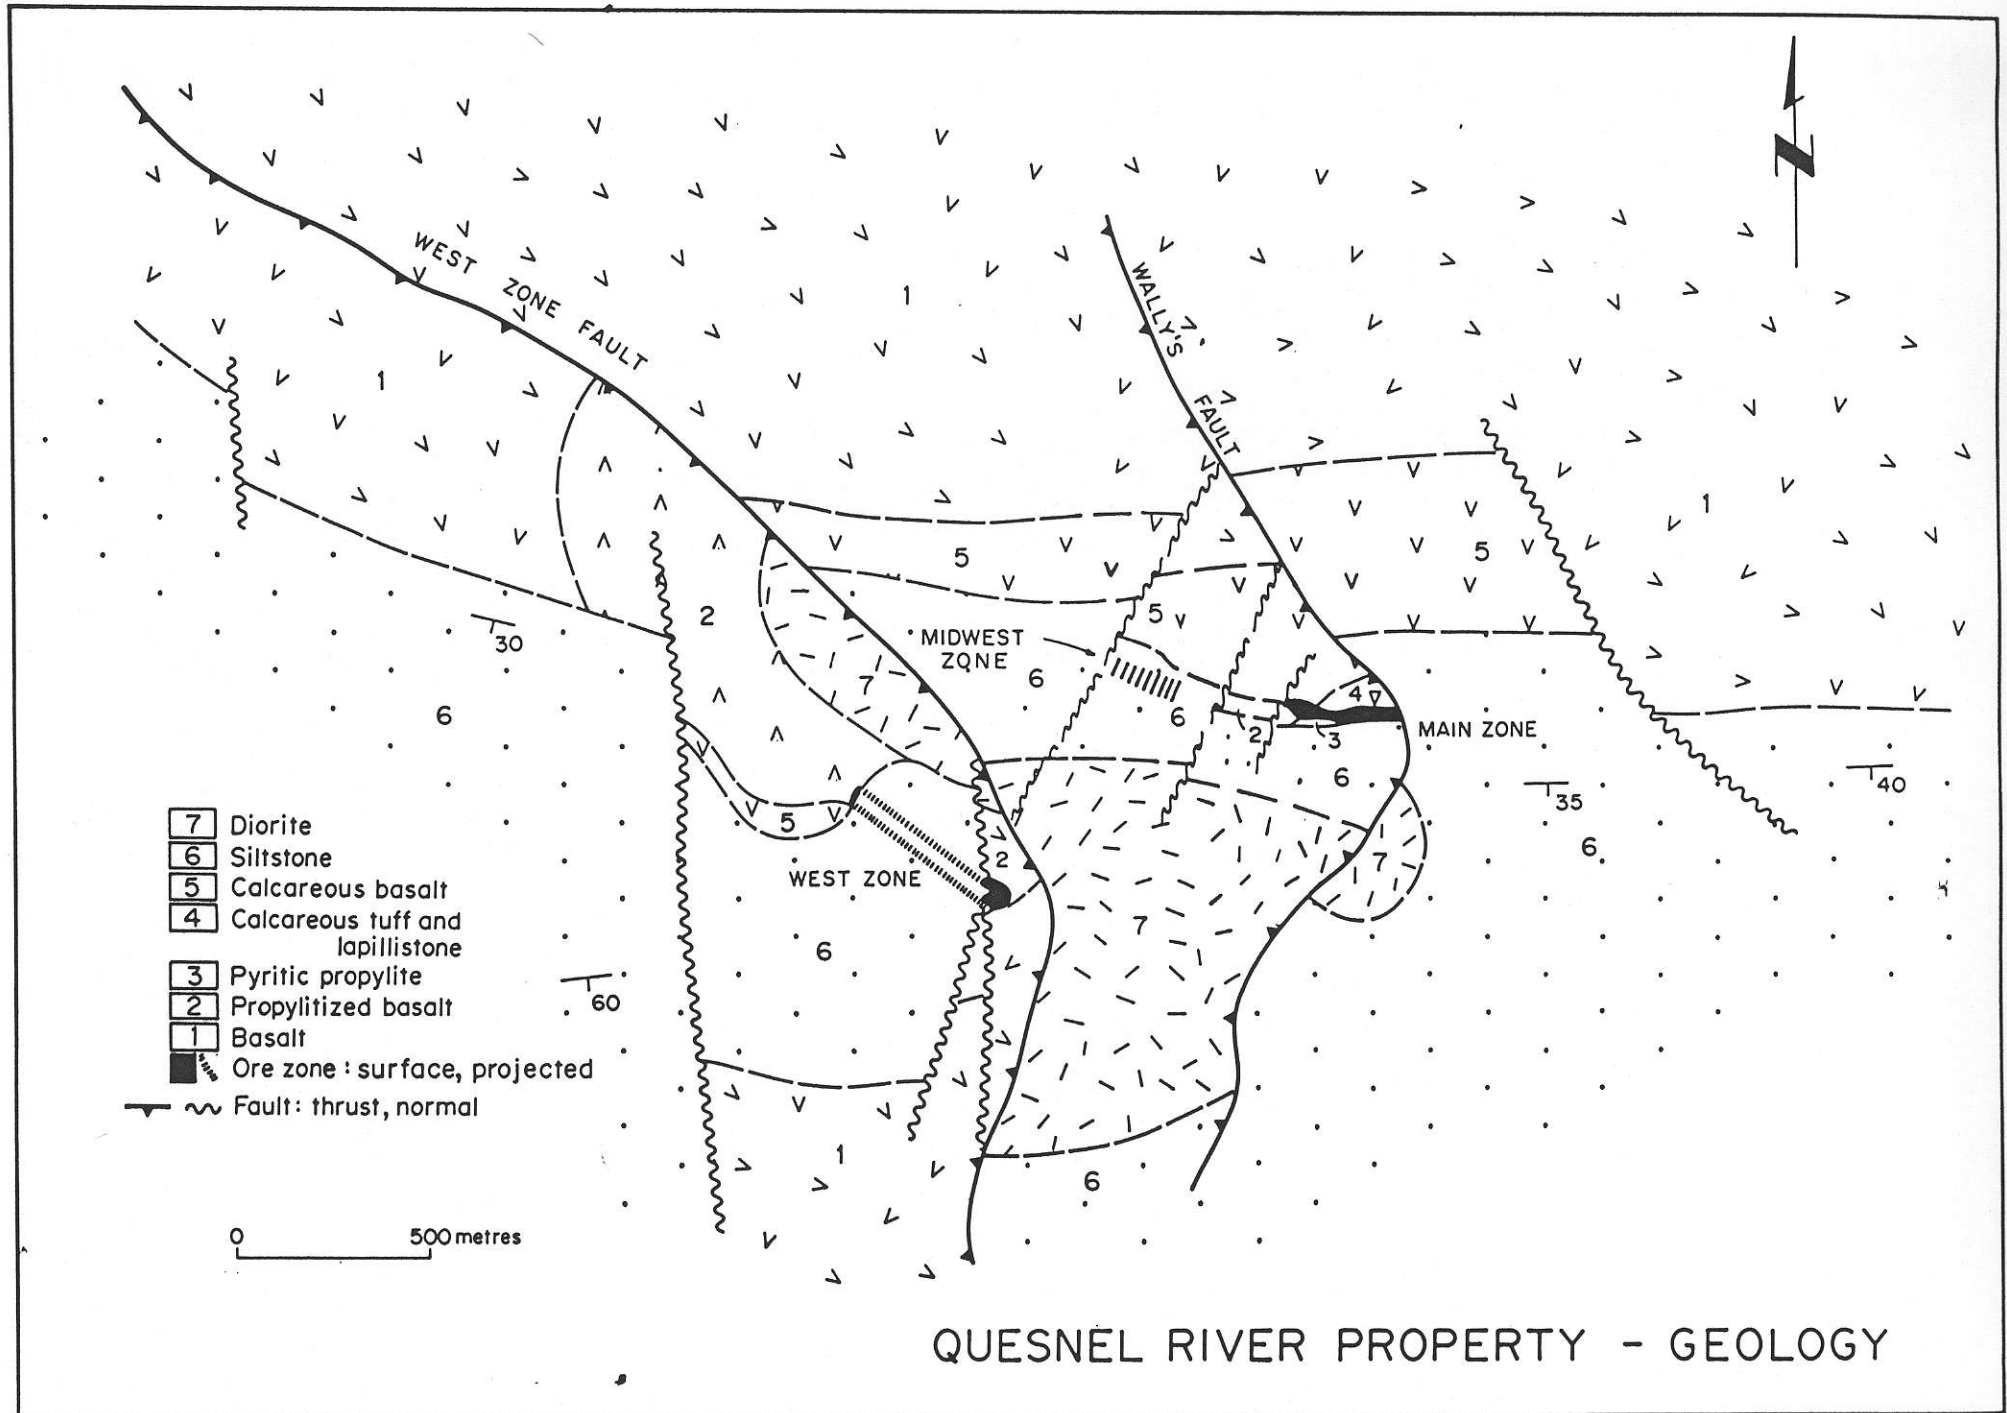 N
WEST ZONE FAULT
WALLY'S FAULT
1
1
1
5
5
2
5
MIDWEST
ZONE
30
6
7
6
4
6
2
3
MAIN ZONE
6
35
40
5
2
7
6
WEST ZONE
7
6
60
1
6
7 Diorite
6 Siltstone
5 Calcareous basalt
4 Calcareous tuff and
lapillistone
3 Pyritic propylite
2 Propylitized basalt
1 Basalt
Ore zone : surface, projected
Fault: thrust, normal
0 500 metres
QUESNEL RIVER PROPERTY - GEOLOGY